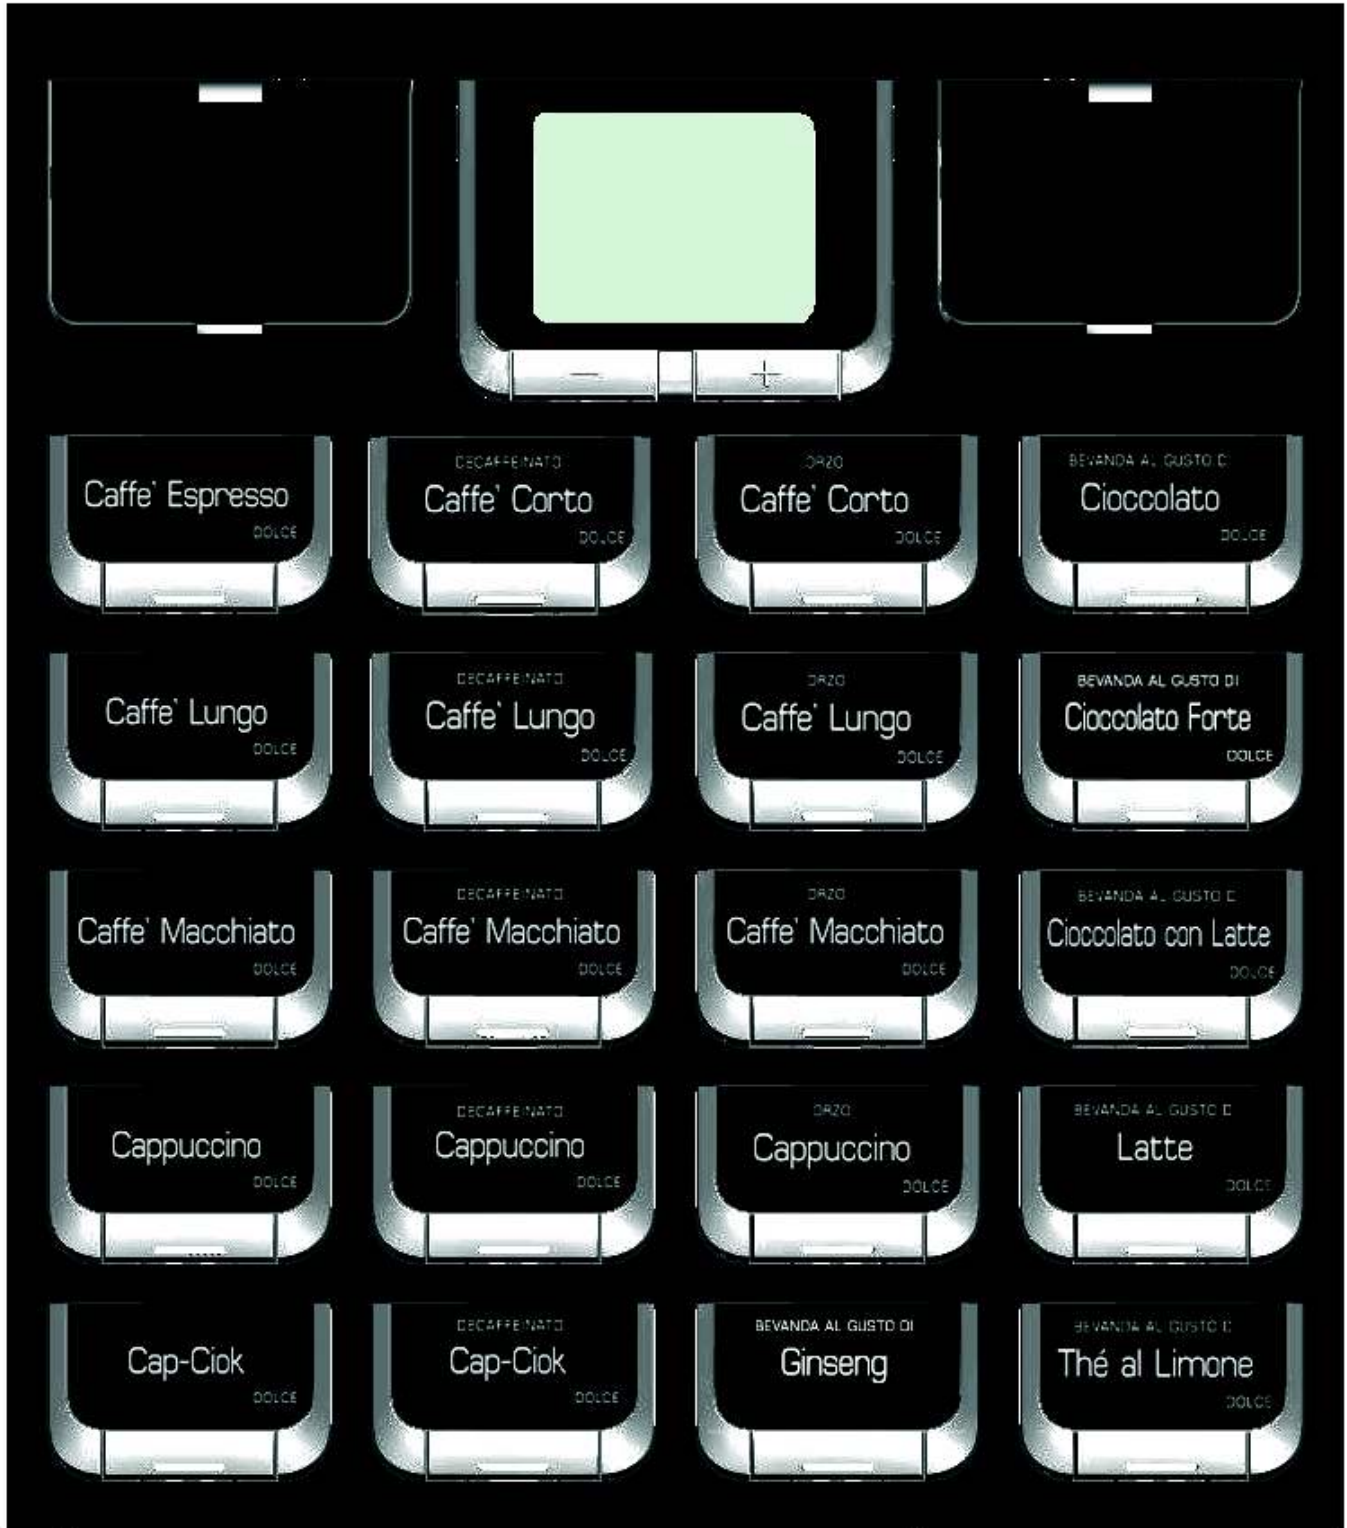 −
+
Caffe' Espresso
DOLCE
DECAFFEINATO
Caffe' Corto
DOLCE
ORZO
Caffe' Corto
DOLCE
BEVANDA AL GUSTO D
Cioccolato
DOLCE
Caffe' Lungo
DOLCE
DECAFFEINATO
Caffe' Lungo
DOLCE
ORZO
Caffe' Lungo
DOLCE
BEVANDA AL GUSTO DI
Cioccolato Forte
DOLCE
Caffe' Macchiato
DOLCE
DECAFFEINATO
Caffe' Macchiato
DOLCE
ORZO
Caffe' Macchiato
DOLCE
BEVANDA AL GUSTO D
Cioccolato con Latte
DOLCE
Cappuccino
DOLCE
DECAFFEINATO
Cappuccino
DOLCE
ORZO
Cappuccino
DOLCE
BEVANDA AL GUSTO D
Latte
DOLCE
Cap-Ciok
DOLCE
DECAFFEINATO
Cap-Ciok
DOLCE
BEVANDA AL GUSTO DI
Ginseng
BEVANDA AL GUSTO D
Thé al Limone
DOLCE